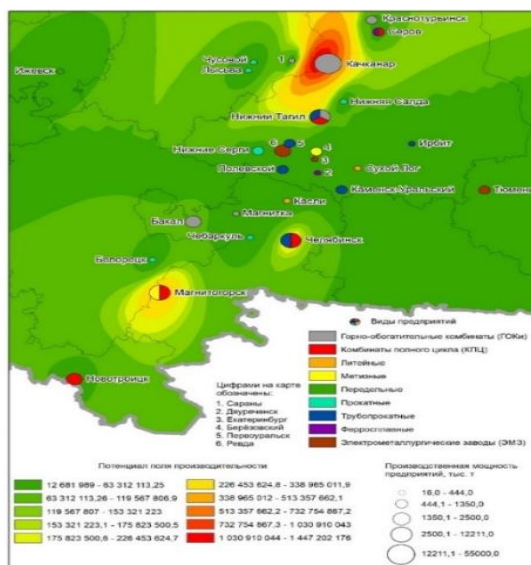 Краснотурьинск
Серов
Чусовой
1
Лысьва
Качканар
Ижевск
Нижняя Салда
Нижний Тагил
6
5
4
Ирбит
Нижние Серги
3
Полевской
2
Сухой Лог
Каменск-Уральский
Тюмень
Касли
Магнитка
Бакал
Чебаркуль
Челябинск
Белорецк
Магнитогорск
Новотроицк
Виды предприятий
Горно-обогатительные комбинаты (ГОКи)
Комбинаты полного цикла (КПЦ)
Литейные
Метизные
Передельные
Прокатные
Трубопрокатные
Ферросплавные
Электрометаллургические заводы (ЭМЗ)
Цифрами на карте
обозначены:
1. Сараны
2. Двуреченск
3. Екатеринбург
4. Берёзовский
5. Первоуральск
6. Ревда
Потенциал поля производительности
12 681 989 - 63 312 113,25
63 312 113,26 - 119 567 806,9
119 567 807 - 153 321 223
153 321 223,1 - 175 823 500,5
175 823 500,6 - 226 453 624,7
226 453 624,8 - 338 965 011,9
338 965 012 - 513 357 662,1
513 357 662,2 - 732 754 867,2
732 754 867,3 - 1 030 910 043
1 030 910 044 - 1 447 202 176
Производственная мощность
предприятий, тыс. т
16,0 - 444,0
444,1 - 1350,0
1350,1 - 2500,0
2500,1 - 12211,0
12211,1 - 55000,0